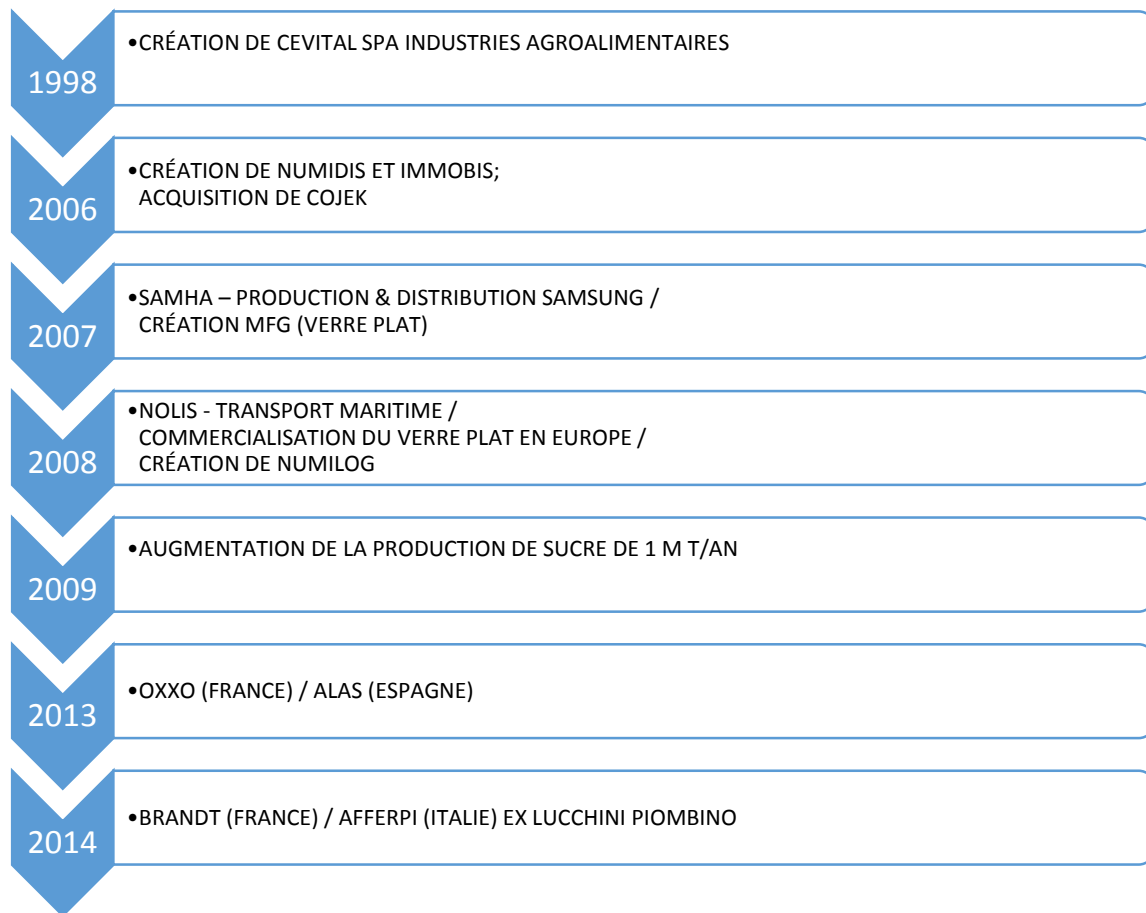 1998
•CRÉATION DE CEVITAL SPA INDUSTRIES AGROALIMENTAIRES
2006
•CRÉATION DE NUMIDIS ET IMMOBIS;
ACQUISITION DE COJEK
2007
•SAMHA – PRODUCTION & DISTRIBUTION SAMSUNG /
CRÉATION MFG (VERRE PLAT)
2008
•NOLIS - TRANSPORT MARITIME /
COMMERCIALISATION DU VERRE PLAT EN EUROPE /
CRÉATION DE NUMILOG
2009
•AUGMENTATION DE LA PRODUCTION DE SUCRE DE 1 M T/AN
2013
•OXXO (FRANCE) / ALAS (ESPAGNE)
2014
•BRANDT (FRANCE) / AFFERPI (ITALIE) EX LUCCHINI PIOMBINO